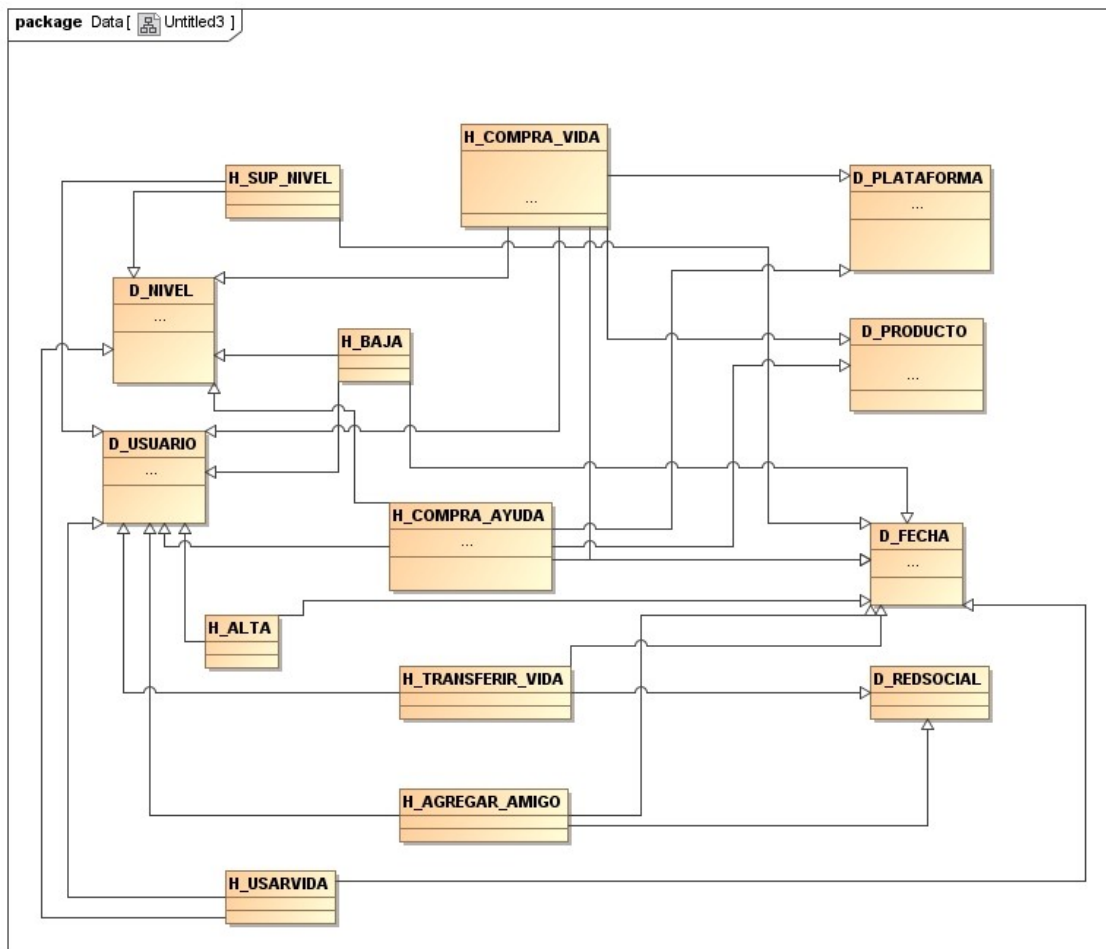 package Data [ Untitled3 ]
H_COMPRA_VIDA
...
H_SUP_NIVEL
D_PLATAFORMA
...
D_NIVEL
...
H_BAJA
D_PRODUCTO
...
D_USUARIO
...
H_COMPRA_AYUDA
...
D_FECHA
...
H_ALTA
H_TRANSFERIR_VIDA
D_REDSOCIAL
H_AGREGAR_AMIGO
H_USARVIDA